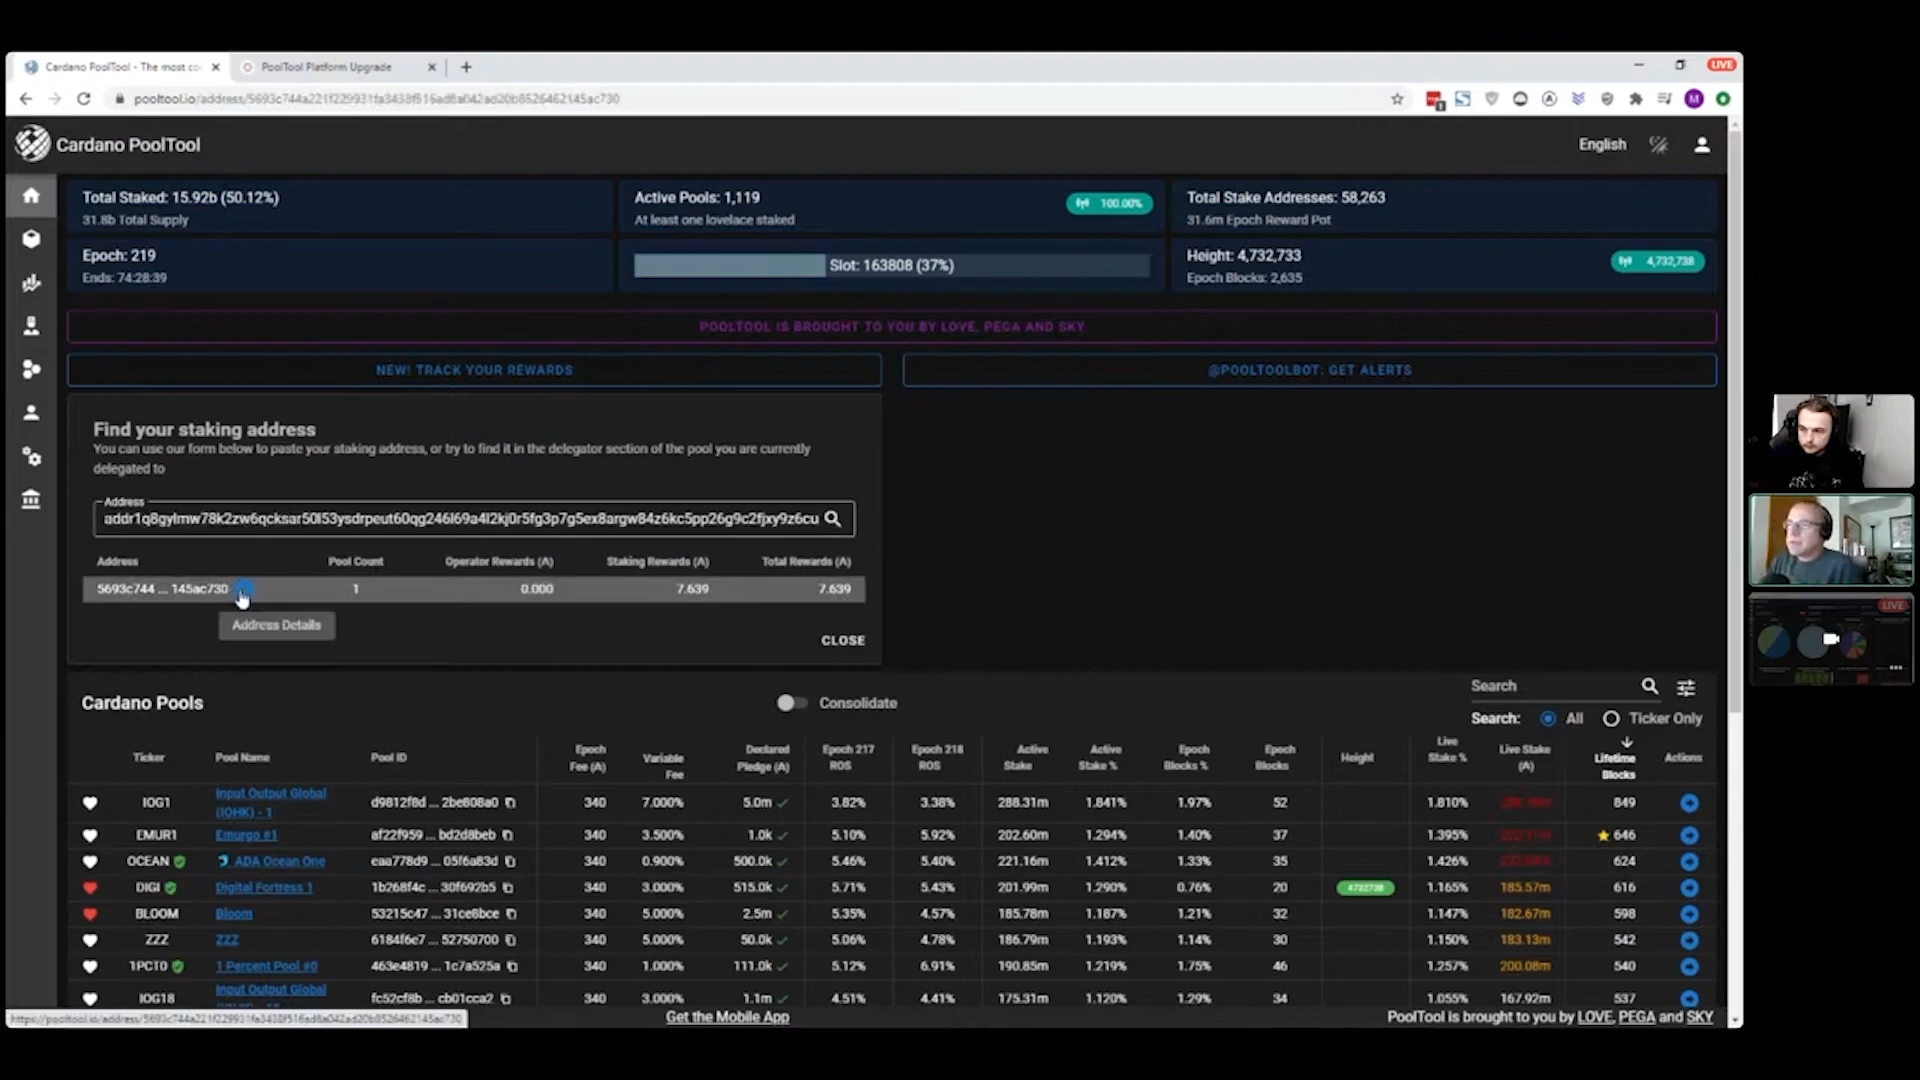 Cardano PoolTool - The most co
PoolTool Platform Upgrade
LIVE
Cardano PoolTool
English
Total Staked: 15.92b (50.12%)
31.8b Total Supply
Active Pools: 1,119
At least one lovelace staked
100.00%
Total Stake Addresses: 58,263
31.6m Epoch Reward Pot
Epoch: 219
Ends: 74:28:39
Slot: 163808 (37%)
Height: 4,732,733
Epoch Blocks: 2,635
4,732,738
POOLTOOL IS BROUGHT TO YOU BY LOVE, PEGA AND SKY
NEW! TRACK YOUR REWARDS
@POOLTOOLBOT: GET ALERTS
Find your staking address
You can use our form below to paste your staking address, or try to find it in the delegator section of the pool you are currently
delegated to
Address
Address Pool Count Operator Rewards (A) Staking Rewards (A) Total Rewards (A)
5693c744 ... 145ac730 1 0.000 7.639 7.639
Address Details
CLOSE
Cardano Pools
Consolidate
Search
Search: All Ticker Only
Ticker Pool Name Pool ID Epoch Fee (A) Variable Fee Declared Pledge (A) Epoch 217 ROS Epoch 218 ROS Active Stake Active Stake % Epoch Blocks % Epoch Blocks Height Live Stake % Live Stake (A) Lifetime Blocks Actions
IOG1 Input Output Global (IOHK) - 1 d9812f8d ... 2be808a0 340 7.000% 5.0m 3.82% 3.38% 288.31m 1.841% 1.97% 52 1.810% 849
EMUR1 Emurgo #1 af22f959 ... bd2d8beb 340 3.500% 1.0k 5.10% 5.92% 202.60m 1.294% 1.40% 37 1.395% 646
OCEAN ADA Ocean One eaa778d9 ... 05f6a83d 340 0.900% 500.0k 5.46% 5.40% 221.16m 1.412% 1.33% 35 1.426% 624
DIGI Digital Fortress 1 1b268f4c ... 30f692b5 340 3.000% 515.0k 5.71% 5.43% 201.99m 1.290% 0.76% 20 4732738 1.165% 185.57m 616
BLOOM Bloom 53215c47 ... 31ce8bce 340 5.000% 2.5m 5.35% 4.57% 185.78m 1.187% 1.21% 32 1.147% 182.67m 598
ZZZ ZZZ 6184f6e7 ... 52750700 340 5.000% 50.0k 5.06% 4.78% 186.79m 1.193% 1.14% 30 1.150% 183.13m 542
1PCT0 1 Percent Pool #0 463e4819 ... 1c7a525a 340 1.000% 111.0k 5.12% 6.91% 190.85m 1.219% 1.75% 46 1.257% 200.08m 540
IOG18 Input Output Global fc52cf8b ... cb01cca2 340 3.000% 1.1m 4.51% 4.41% 175.31m 1.120% 1.29% 34 1.055% 167.92m 537
Get the Mobile App
PoolTool is brought to you by LOVE, PEGA and SKY
LIVE